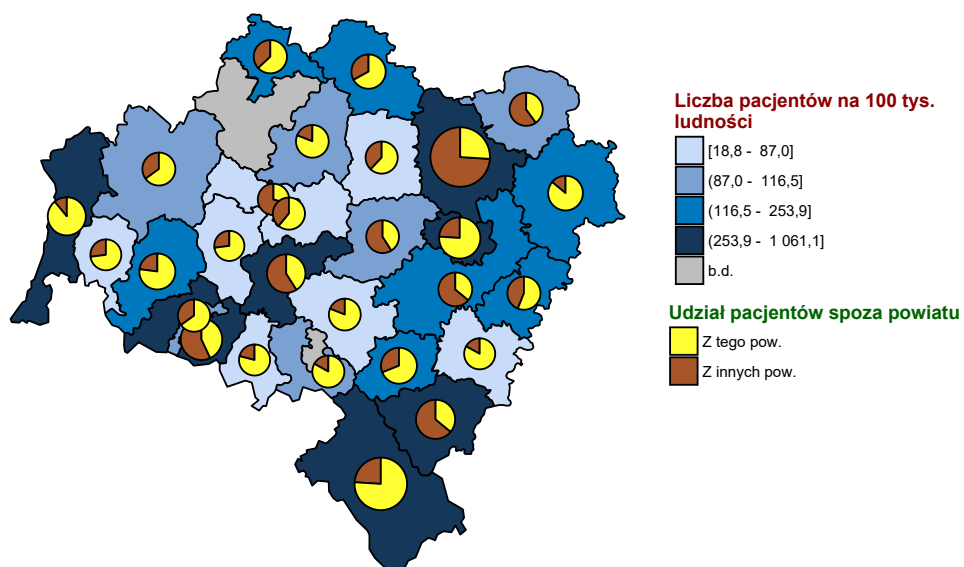 Liczba pacjentów na 100 tys.
ludności
[18,8 - 87,0]
(87,0 - 116,5]
(116,5 - 253,9]
(253,9 - 1 061,1]
b.d.
Udział pacjentów spoza powiatu
Z tego pow.
Z innych pow.